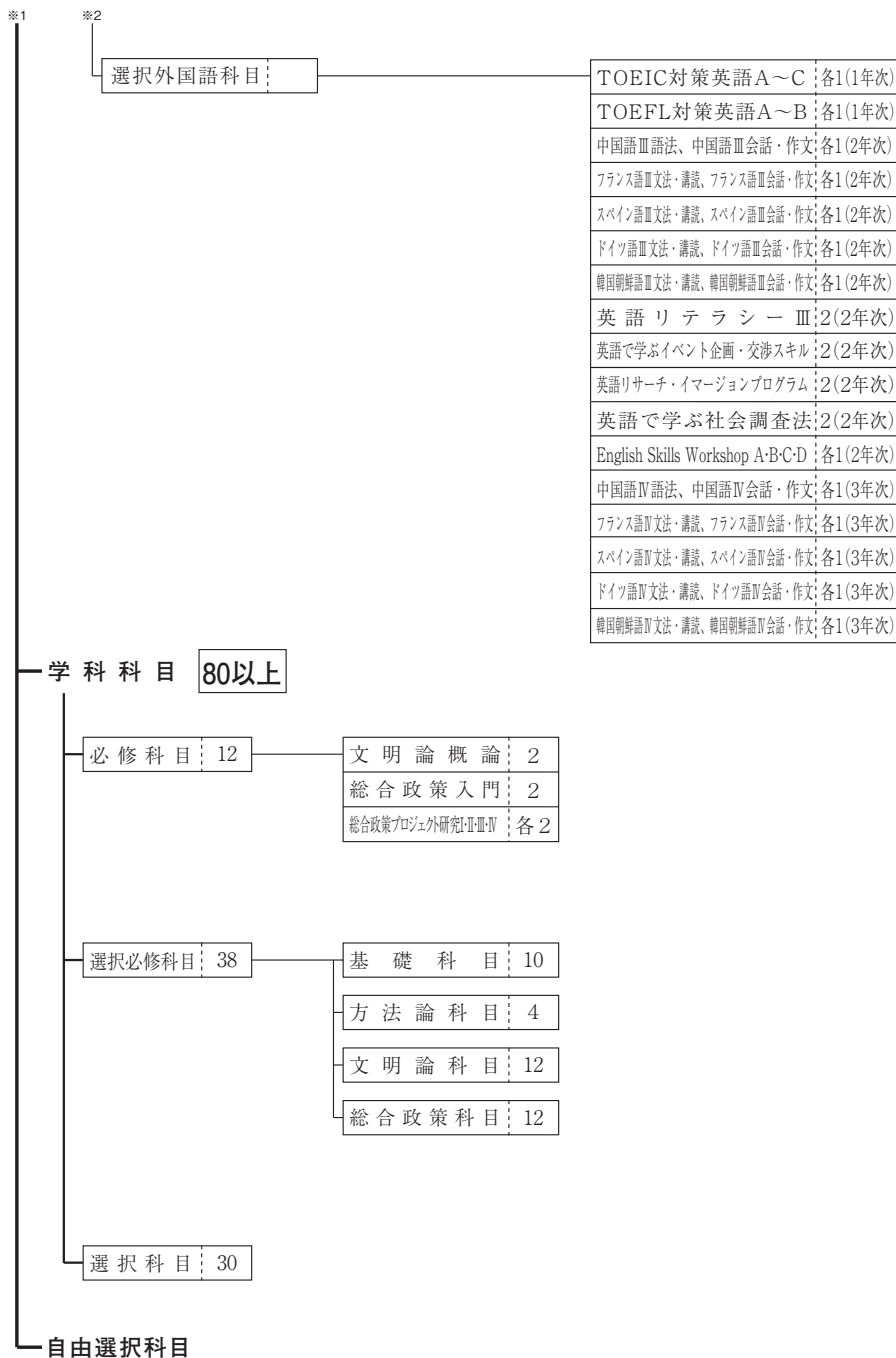 ※1
※2
選択外国語科目
TOEIC対策英語A～C 各1(1年次)
TOEFL対策英語A～B 各1(1年次)
中国語Ⅲ語法、中国語Ⅲ会話・作文 各1(2年次)
フランス語Ⅲ文法・講読、フランス語Ⅲ会話・作文 各1(2年次)
スペイン語Ⅲ文法・講読、スペイン語Ⅲ会話・作文 各1(2年次)
ドイツ語Ⅲ文法・講読、ドイツ語Ⅲ会話・作文 各1(2年次)
韓国朝鮮語Ⅲ文法・講読、韓国朝鮮語Ⅲ会話・作文 各1(2年次)
英語リテラシーⅢ 2(2年次)
英語で学ぶイベント企画・交渉スキル 2(2年次)
英語リサーチ・イマージョンプログラム 2(2年次)
英語で学ぶ社会調査法 2(2年次)
English Skills Workshop A・B・C・D 各1(2年次)
中国語Ⅳ語法、中国語Ⅳ会話・作文 各1(3年次)
フランス語Ⅳ文法・講読、フランス語Ⅳ会話・作文 各1(3年次)
スペイン語Ⅳ文法・講読、スペイン語Ⅳ会話・作文 各1(3年次)
ドイツ語Ⅳ文法・講読、ドイツ語Ⅳ会話・作文 各1(3年次)
韓国朝鮮語Ⅳ文法・講読、韓国朝鮮語Ⅳ会話・作文 各1(3年次)
学科科目 80以上
必修科目 12
文明論概論 2
総合政策入門 2
総合政策プロジェクト研究Ⅰ・Ⅱ・Ⅲ・Ⅳ 各2
選択必修科目 38
基礎科目 10
方法論科目 4
文明論科目 12
総合政策科目 12
選択科目 30
自由選択科目